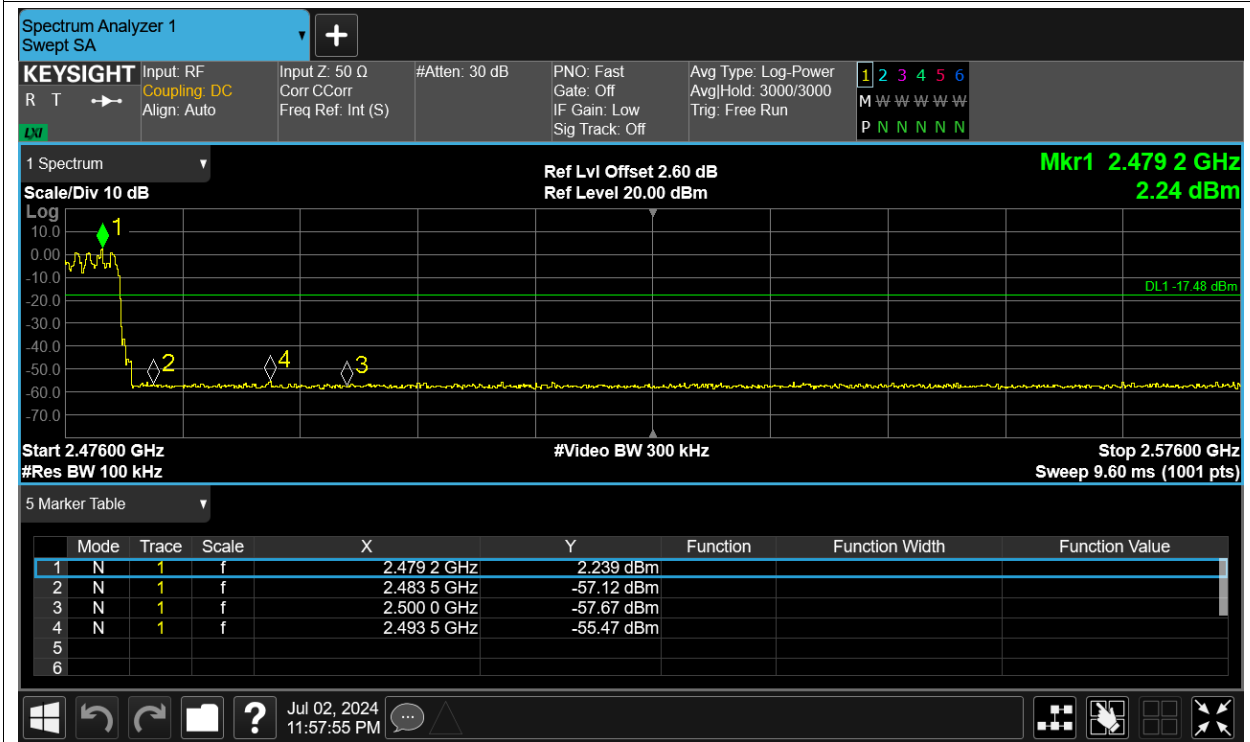 Spectrum Analyzer 1
Swept SA
+
KEYSIGHT Input: RF Input Z: 50 Ω #Atten: 30 dB PNO: Fast Avg Type: Log-Power 1 2 3 4 5 6
R T Coupling: DC Corr CCorr Gate: Off Avg|Hold: 3000/3000 M W W W W W W
Align: Auto Freq Ref: Int (S) IF Gain: Low Trig: Free Run
LXI Sig Track: Off P N N N N N N
1 Spectrum Ref Lvl Offset 2.60 dB Mkr1 2.479 2 GHz
Scale/Div 10 dB Ref Level 20.00 dBm 2.24 dBm
Log
10.0 1
0.00
-10.0
DL1 -17.48 dBm
-20.0
-30.0
-40.0
2 4 3
-50.0
-60.0
-70.0
Start 2.47600 GHz #Video BW 300 kHz Stop 2.57600 GHz
#Res BW 100 kHz Sweep 9.60 ms (1001 pts)
5 Marker Table
Mode Trace Scale X Y Function Function Width Function Value
1 N 1 f 2.479 2 GHz 2.239 dBm
2 N 1 f 2.483 5 GHz -57.12 dBm
3 N 1 f 2.500 0 GHz -57.67 dBm
4 N 1 f 2.493 5 GHz -55.47 dBm
5
6
? Jul 02, 2024
11:57:55 PM